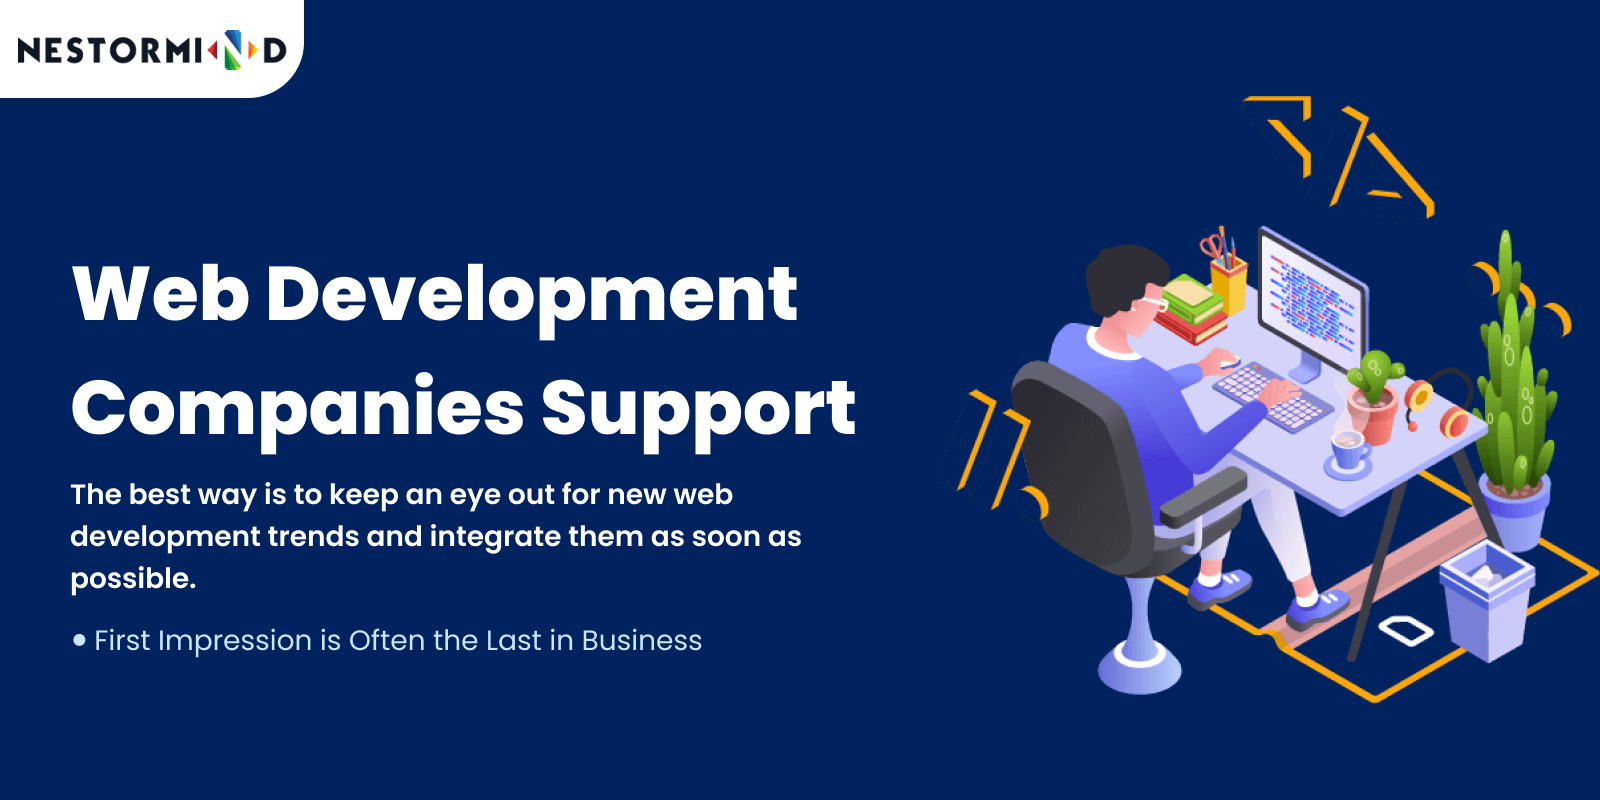 NESTORMIND
Web Development
Companies Support
The best way is to keep an eye out for new web
development trends and integrate them as soon as
possible.
• First Impression is Often the Last in Business